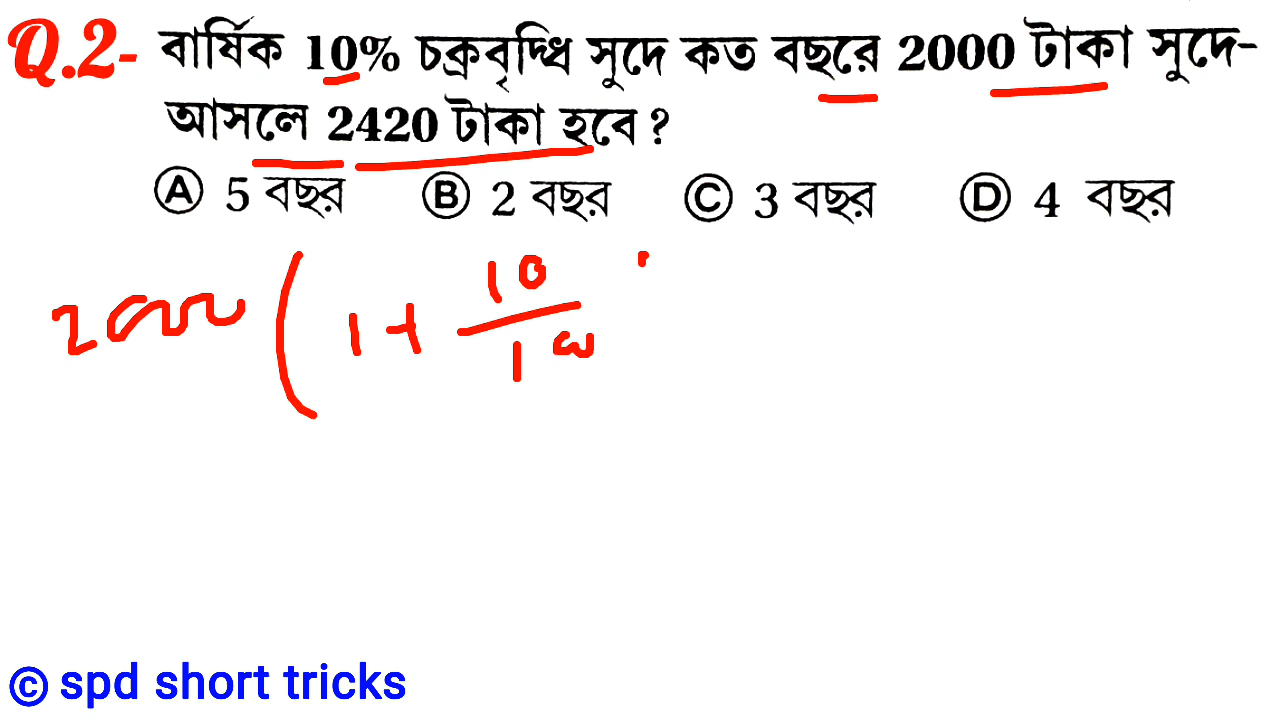 Q.2- বার্ষিক 10% চক্রবৃদ্ধি সুদে কত বছরে 2000 টাকা সুদে-
আসলে 2420 টাকা হবে?
Ⓐ 5 বছর Ⓑ 2 বছর Ⓒ 3 বছর Ⓓ 4 বছর
2000 ( 1 + 10/100
© spd short tricks